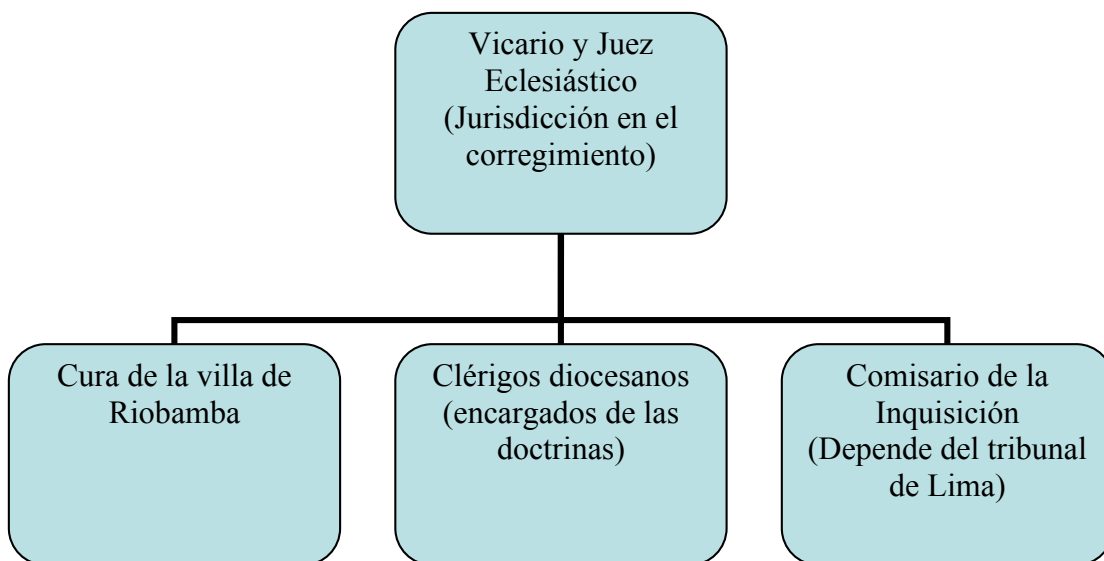 Vicario y Juez
Eclesiástico
(Jurisdicción en el
corregimiento)
Cura de la villa de
Riobamba
Clérigos diocesanos
(encargados de las
doctrinas)
Comisario de la
Inquisición
(Depende del tribunal
de Lima)